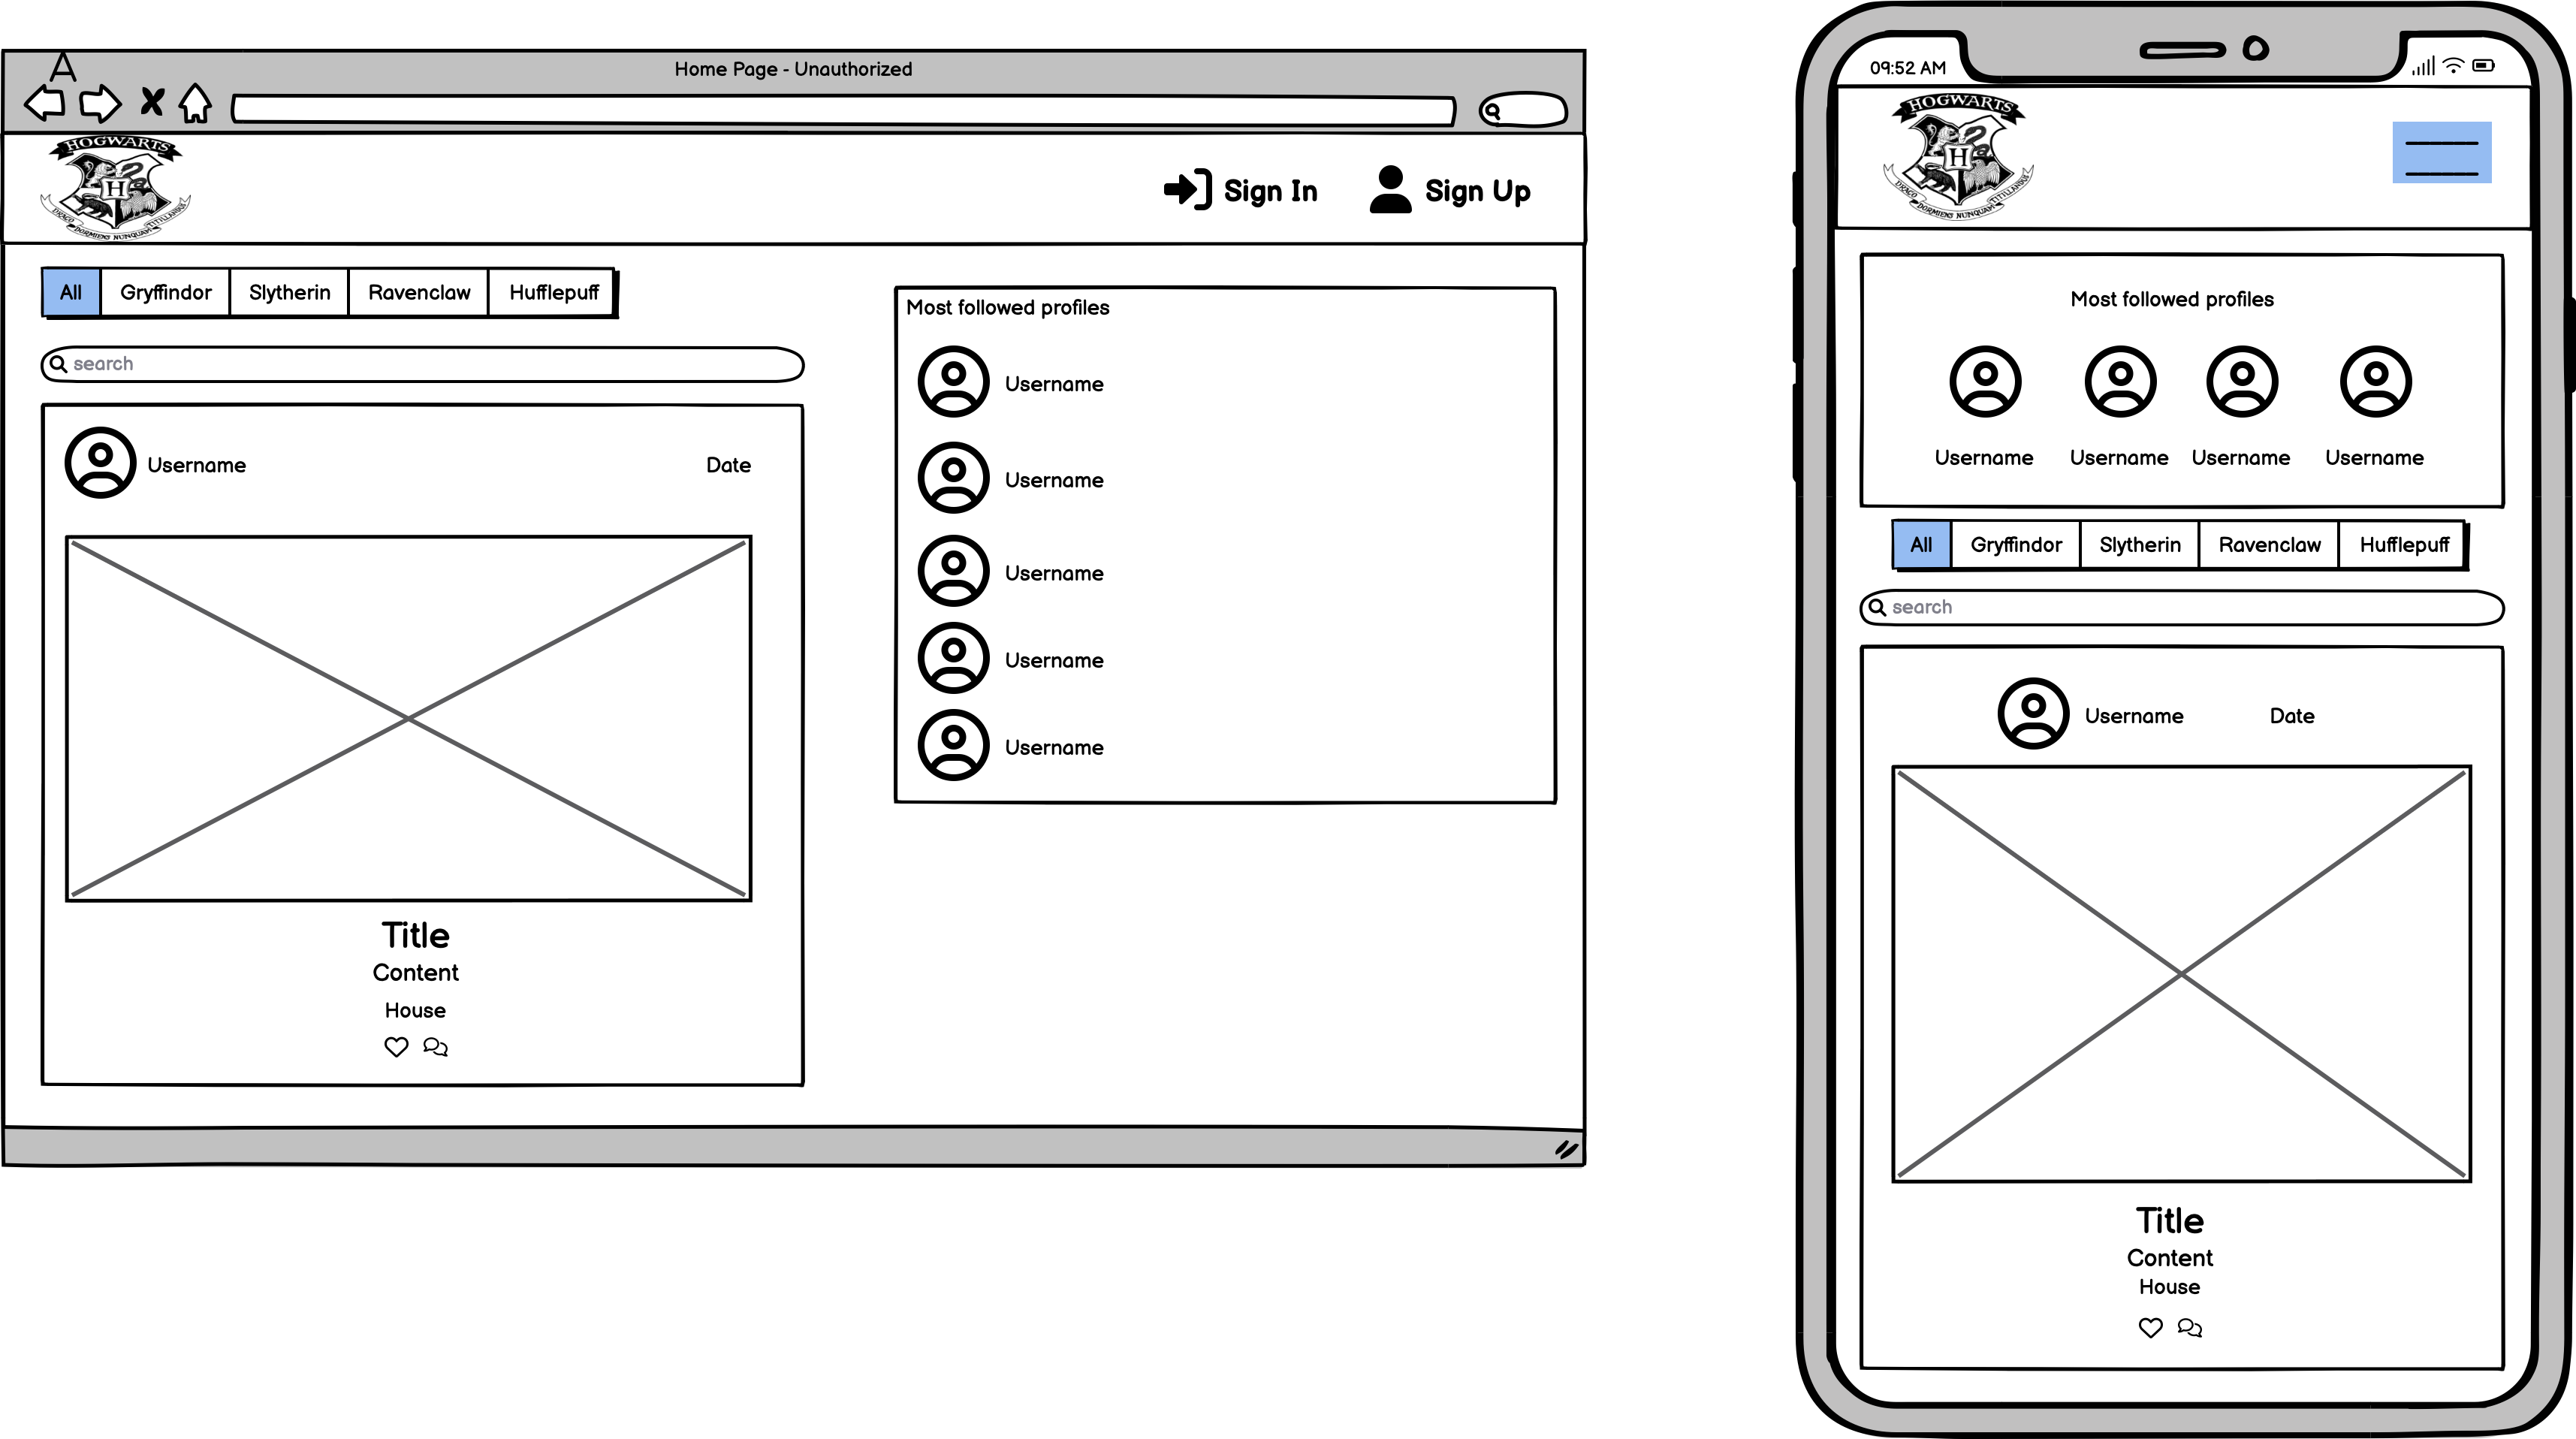 A
Home Page - Unauthorized
HOGWARTS
H
DRACO DORMIENS NUNQUAM TITILLANDUS
Sign In
Sign Up
All
Gryffindor
Slytherin
Ravenclaw
Hufflepuff
search
Username
Date
Title
Content
House
Most followed profiles
Username
Username
Username
Username
Username
09:52 AM
HOGWARTS
H
DRACO DORMIENS NUNQUAM TITILLANDUS
Most followed profiles
Username
Username
Username
Username
All
Gryffindor
Slytherin
Ravenclaw
Hufflepuff
search
Username
Date
Title
Content
House